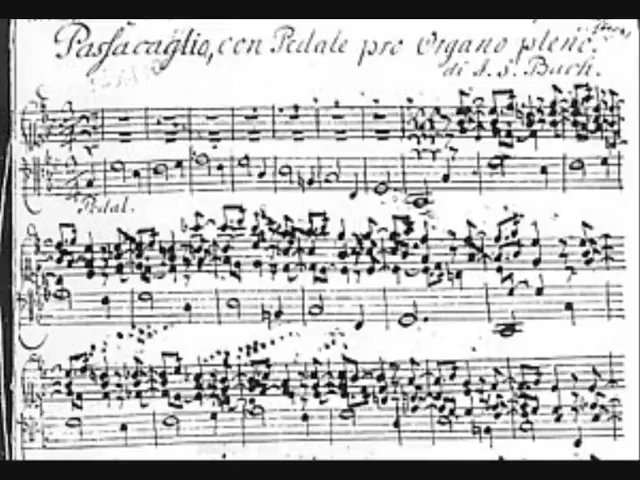 Passacaglio, con Pedale pro Organo pleno.
di J. S. Bach.
Pedal.